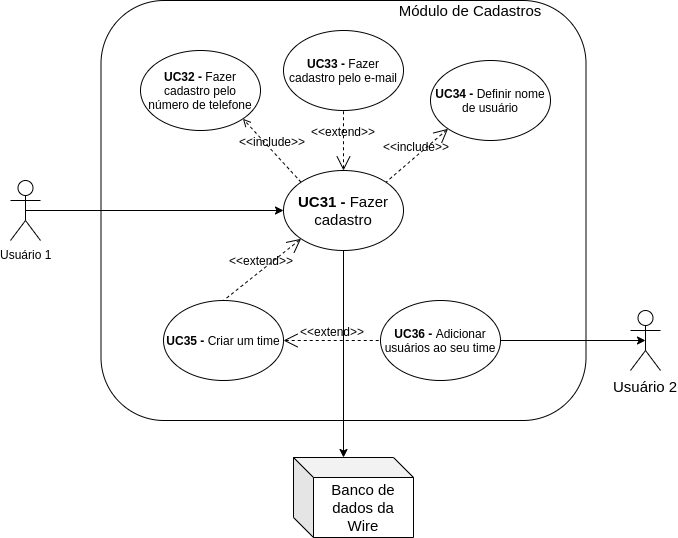 Módulo de Cadastros
UC32 - Fazer
cadastro pelo
número de telefone
UC33 - Fazer
cadastro pelo e-mail
UC34 - Definir nome
de usuário
<<include>>
<<extend>>
<<include>>
UC31 - Fazer
cadastro
Usuário 1
<<extend>>
UC35 - Criar um time
<<extend>>
UC36 - Adicionar
usuários ao seu time
Usuário 2
Banco de
dados da
Wire